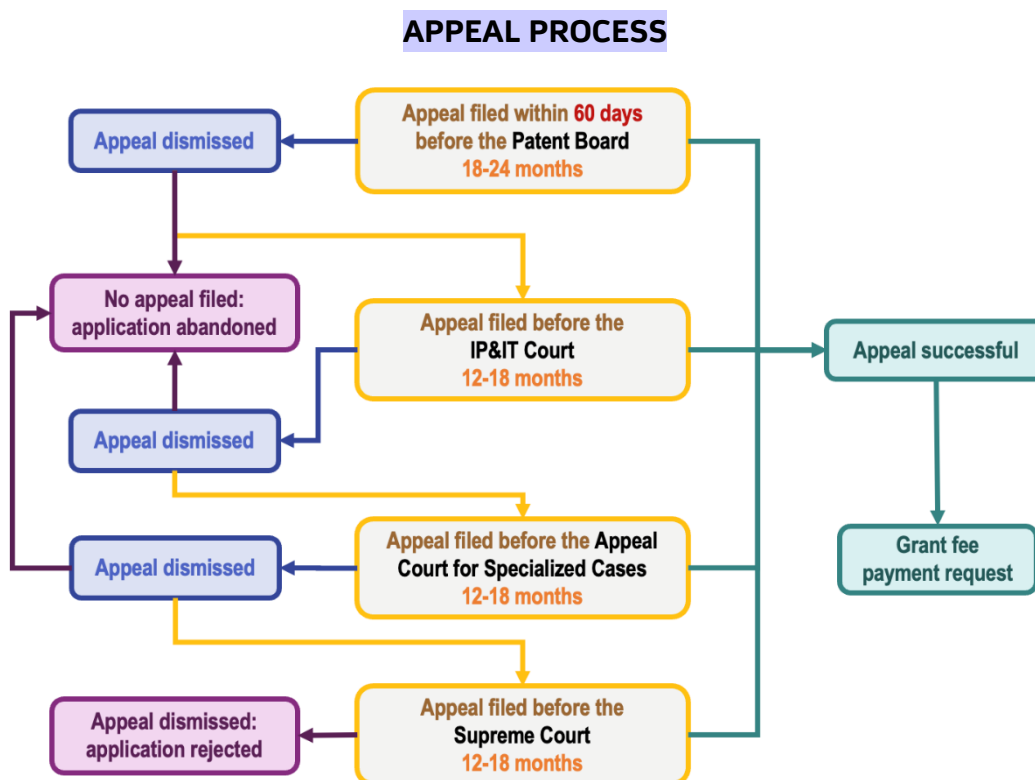 APPEAL PROCESS
Appeal filed within 60 days
before the Patent Board
18-24 months
Appeal dismissed
No appeal filed:
application abandoned
Appeal filed before the
IP&IT Court
12-18 months
Appeal successful
Appeal dismissed
Appeal filed before the Appeal
Court for Specialized Cases
12-18 months
Appeal dismissed
Grant fee
payment request
Appeal filed before the
Supreme Court
12-18 months
Appeal dismissed:
application rejected